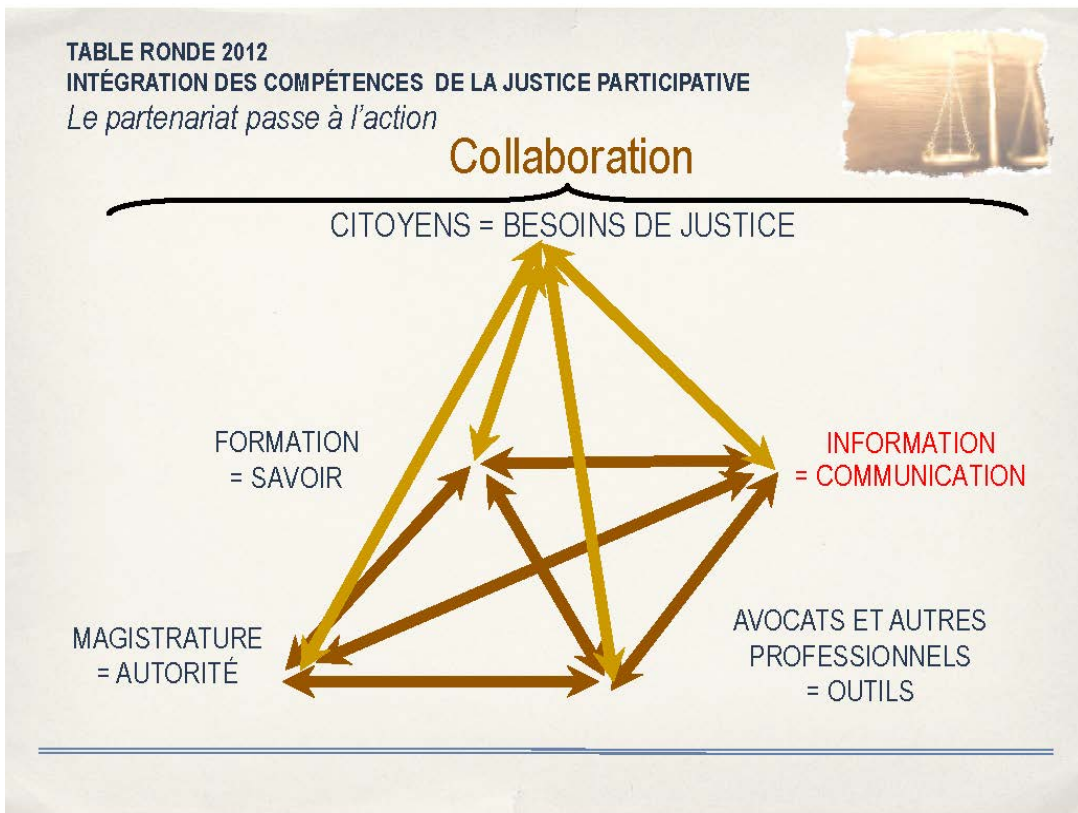 TABLE RONDE 2012
INTÉGRATION DES COMPÉTENCES DE LA JUSTICE PARTICIPATIVE
Le partenariat passe à l'action
Collaboration
CITOYENS = BESOINS DE JUSTICE
FORMATION
= SAVOIR
INFORMATION
= COMMUNICATION
MAGISTRATURE
= AUTORITÉ
AVOCATS ET AUTRES
PROFESSIONNELS
= OUTILS